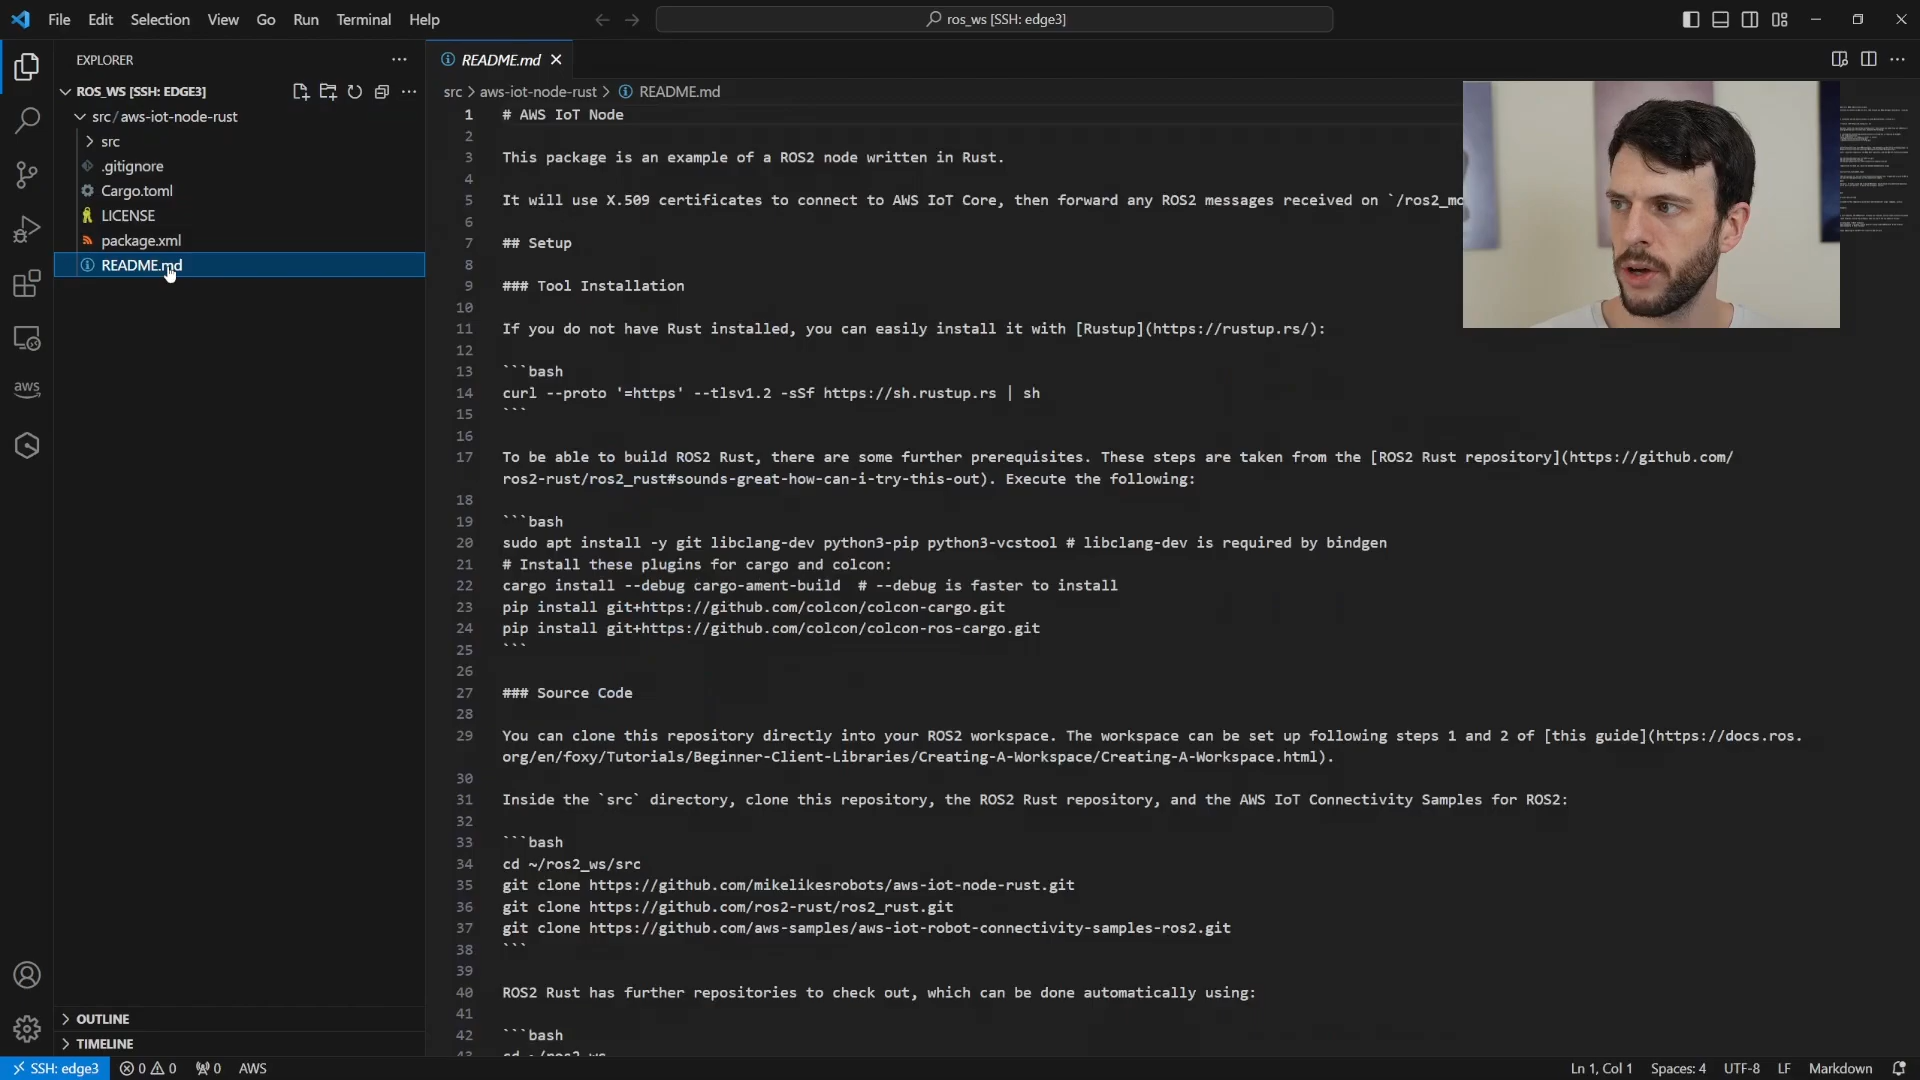 File Edit Selection View Go Run Terminal Help
ros_ws [SSH: edge3]
EXPLORER
ROS_WS [SSH: EDGE3]
src/aws-iot-node-rust
src
.gitignore
Cargo.toml
LICENSE
package.xml
README.md
aws
OUTLINE
TIMELINE
README.md
src > aws-iot-node-rust > README.md
1 # AWS IoT Node
2
3 This package is an example of a ROS2 node written in Rust.
4
5 It will use X.509 certificates to connect to AWS IoT Core, then forward any ROS2 messages received on `/ros2_mo
6
7 ## Setup
8
9 ### Tool Installation
10
11 If you do not have Rust installed, you can easily install it with [Rustup](https://rustup.rs/):
12
13 ```bash
14 curl --proto '=https' --tlsv1.2 -sSf https://sh.rustup.rs | sh
15 ```
16
17 To be able to build ROS2 Rust, there are some further prerequisites. These steps are taken from the [ROS2 Rust repository](https://github.com/
ros2-rust/ros2_rust#sounds-great-how-can-i-try-this-out). Execute the following:
18
19 ```bash
20 sudo apt install -y git libclang-dev python3-pip python3-vcstool # libclang-dev is required by bindgen
21 # Install these plugins for cargo and colcon:
22 cargo install --debug cargo-ament-build  # --debug is faster to install
23 pip install git+https://github.com/colcon/colcon-cargo.git
24 pip install git+https://github.com/colcon/colcon-ros-cargo.git
25 ```
26
27 ### Source Code
28
29 You can clone this repository directly into your ROS2 workspace. The workspace can be set up following steps 1 and 2 of [this guide](https://docs.ros.
org/en/foxy/Tutorials/Beginner-Client-Libraries/Creating-A-Workspace/Creating-A-Workspace.html).
30
31 Inside the `src` directory, clone this repository, the ROS2 Rust repository, and the AWS IoT Connectivity Samples for ROS2:
32
33 ```bash
34 cd ~/ros2_ws/src
35 git clone https://github.com/mikelikesrobots/aws-iot-node-rust.git
36 git clone https://github.com/ros2-rust/ros2_rust.git
37 git clone https://github.com/aws-samples/aws-iot-robot-connectivity-samples-ros2.git
38 ```
39
40 ROS2 Rust has further repositories to check out, which can be done automatically using:
41
42 ```bash
43 cd ~/ros2_ws
SSH: edge3 0 0 0 AWS
Ln 1, Col 1 Spaces: 4 UTF-8 LF Markdown